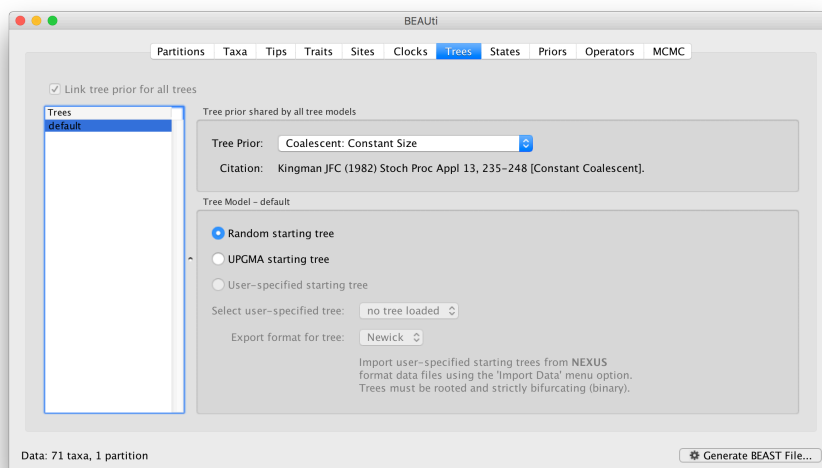 BEAUti
Partitions Taxa Tips Traits Sites Clocks Trees States Priors Operators MCMC
Link tree prior for all trees
Trees
default
Tree prior shared by all tree models
Tree Prior: Coalescent: Constant Size
Citation: Kingman JFC (1982) Stoch Proc Appl 13, 235-248 [Constant Coalescent].
Tree Model - default
Random starting tree
UPGMA starting tree
User-specified starting tree
Select user-specified tree: no tree loaded
Export format for tree: Newick
Import user-specified starting trees from NEXUS
format data files using the 'Import Data' menu option.
Trees must be rooted and strictly bifurcating (binary).
Data: 71 taxa, 1 partition
Generate BEAST File...